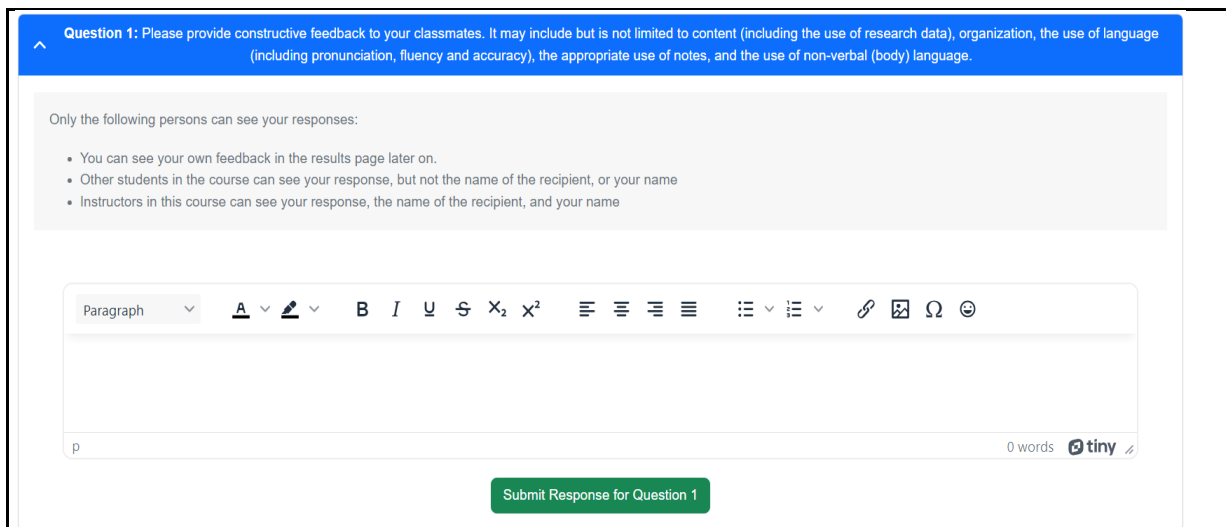 Question 1: Please provide constructive feedback to your classmates. It may include but is not limited to content (including the use of research data), organization, the use of language
(including pronunciation, fluency and accuracy), the appropriate use of notes, and the use of non-verbal (body) language.
Only the following persons can see your responses:
• You can see your own feedback in the results page later on.
• Other students in the course can see your response, but not the name of the recipient, or your name
• Instructors in this course can see your response, the name of the recipient, and your name
Paragraph A B I U S X₂ X² Ω
p 0 words tiny
Submit Response for Question 1